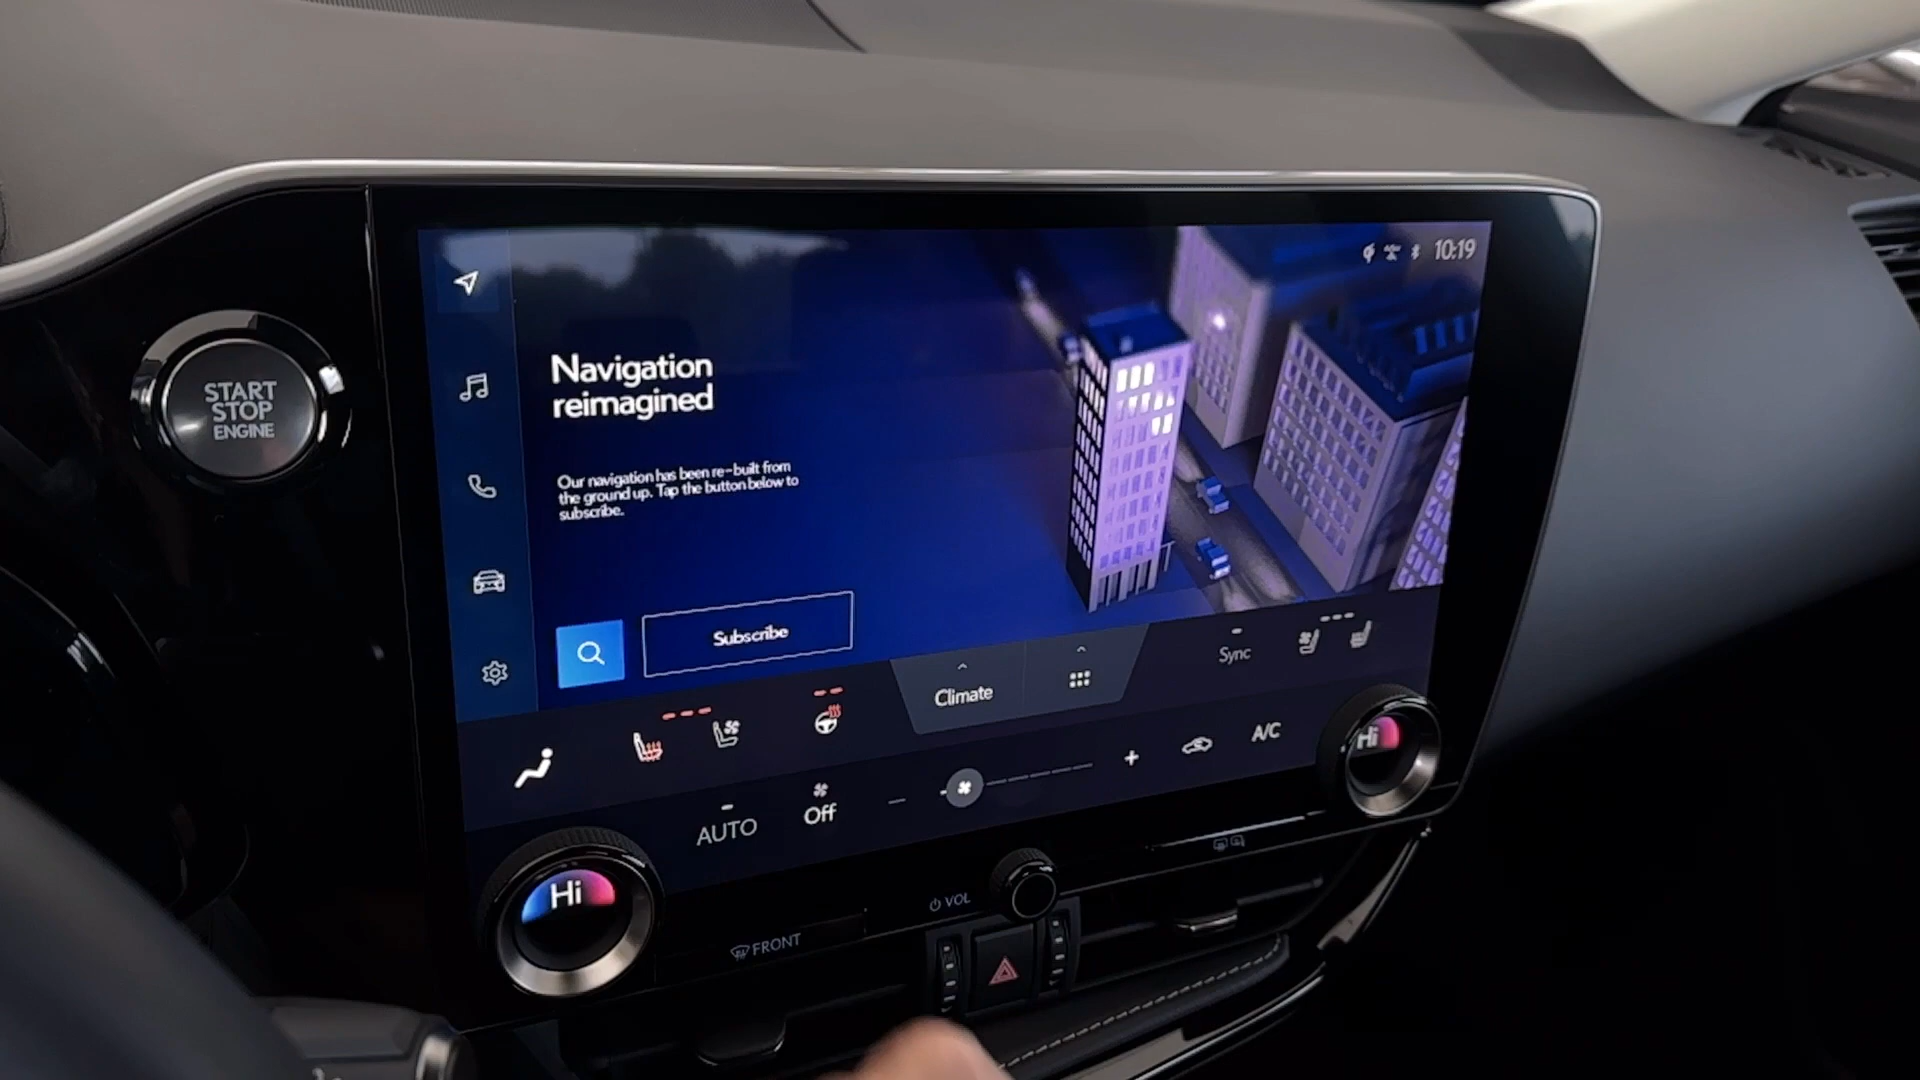 10:19
START
STOP
ENGINE
Navigation
reimagined
Our navigation has been re-built from
the ground up. Tap the button below to
subscribe.
Subscribe
Climate
Sync
AUTO
Off
A/C
Hi
Hi
VOL
FRONT